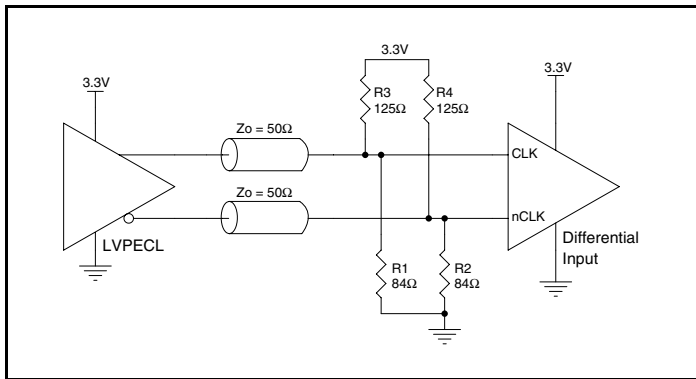 3.3V
3.3V
3.3V
R3
125Ω
R4
125Ω
Zo = 50Ω
CLK
Zo = 50Ω
nCLK
LVPECL
Differential
Input
R1
84Ω
R2
84Ω